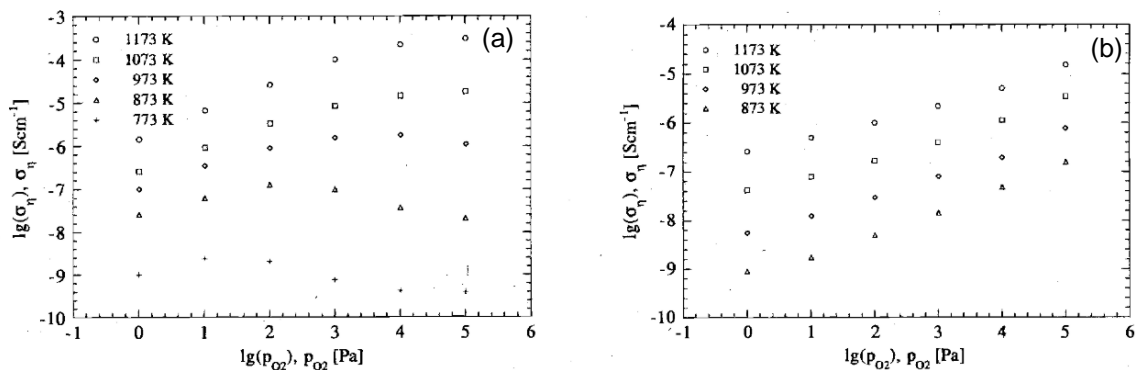 (a)
-3
-4
-5
-6
-7
-8
-9
-10
lg(σ_η), σ_η [Scm⁻¹]
1173 K
1073 K
973 K
873 K
773 K
-1 0 1 2 3 4 5 6
lg(p_O2), p_O2 [Pa]
(b)
-4
-5
-6
-7
-8
-9
-10
lg(σ_η), σ_η [Scm⁻¹]
1173 K
1073 K
973 K
873 K
-1 0 1 2 3 4 5 6
lg(p_O2), p_O2 [Pa]